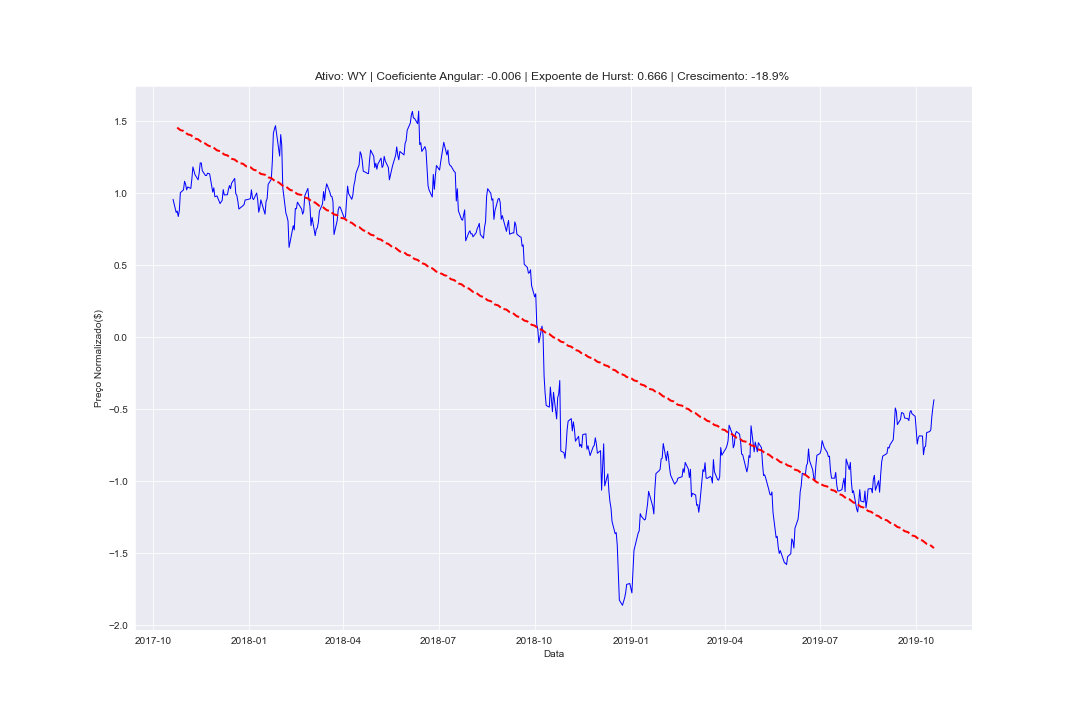 Ativo: WY | Coeficiente Angular: -0.006 | Expoente de Hurst: 0.666 | Crescimento: -18.9%
Preço Normalizado($)
1.5
1.0
0.5
0.0
−0.5
−1.0
−1.5
−2.0
2017-10 2018-01 2018-04 2018-07 2018-10 2019-01 2019-04 2019-07 2019-10
Data